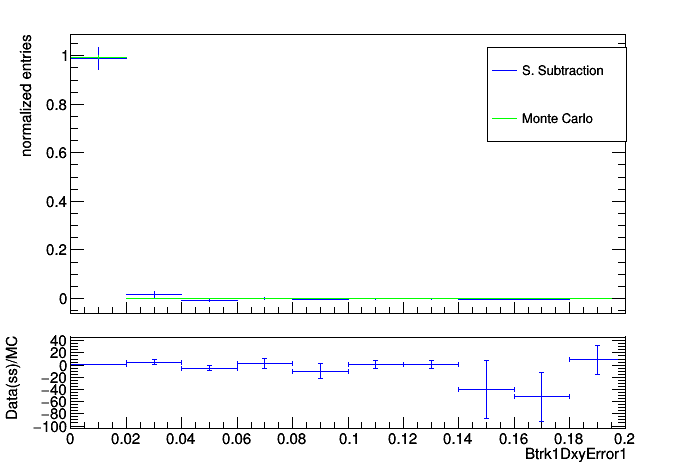 normalized entries
1
0.8
0.6
0.4
0.2
0
S. Subtraction
Monte Carlo
Data(ss)/MC
40
20
0
−20
−40
−60
−80
−100
0 0.02 0.04 0.06 0.08 0.1 0.12 0.14 0.16 0.18 0.2
Btrk1DxyError1